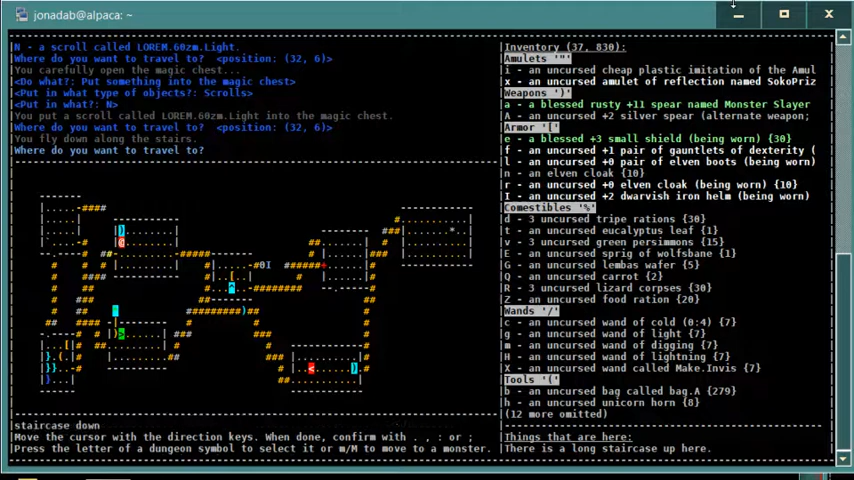 jonadab@alpaca: ~
N - a scroll called LOREM.60zm.Light.
Where do you want to travel to?  <position: (32, 6)>
You carefully open the magic chest...
<Do what?: Put something into the magic chest>
<Put in what type of objects?: Scrolls>
<Put in what?: N>
You put a scroll called LOREM.60zm.Light into the magic chest.
Where do you want to travel to?  <position: (32, 6)>
You fly down along the stairs.
Where do you want to travel to?
staircase down
Move the cursor with the direction keys. When done, confirm with . , : or ;
Press the letter of a dungeon symbol to select it or m/M to move to a monster.
Inventory (37, 830):
Amulets '"'
i - an uncursed cheap plastic imitation of the Amul
x - an uncursed amulet of reflection named SokoPriz
Weapons ')'
a - a blessed rusty +11 spear named Monster Slayer
A - an uncursed +2 silver spear (alternate weapon;
Armor '['
e - a blessed +3 small shield (being worn) {30}
f - an uncursed +1 pair of gauntlets of dexterity (
l - an uncursed +0 pair of elven boots (being worn)
n - an elven cloak {10}
r - an uncursed +0 elven cloak (being worn) {10}
I - an uncursed +2 dwarvish iron helm (being worn)
Comestibles '%'
d - 3 uncursed tripe rations {30}
t - an uncursed eucalyptus leaf {1}
v - 3 uncursed green persimmons {15}
E - an uncursed sprig of wolfsbane {1}
G - an uncursed lembas wafer {5}
Q - an uncursed carrot {2}
R - 3 uncursed lizard corpses {30}
Z - an uncursed food ration {20}
Wands '/'
c - an uncursed wand of cold (0:4) {7}
g - an uncursed wand of light {7}
m - an uncursed wand of digging {7}
H - an uncursed wand of lightning {7}
X - an uncursed wand called Make.Invis {7}
Tools '('
b - an uncursed bag called bag.A {279}
h - an uncursed unicorn horn {8}
(12 more omitted)
Things that are here:
There is a long staircase up here.